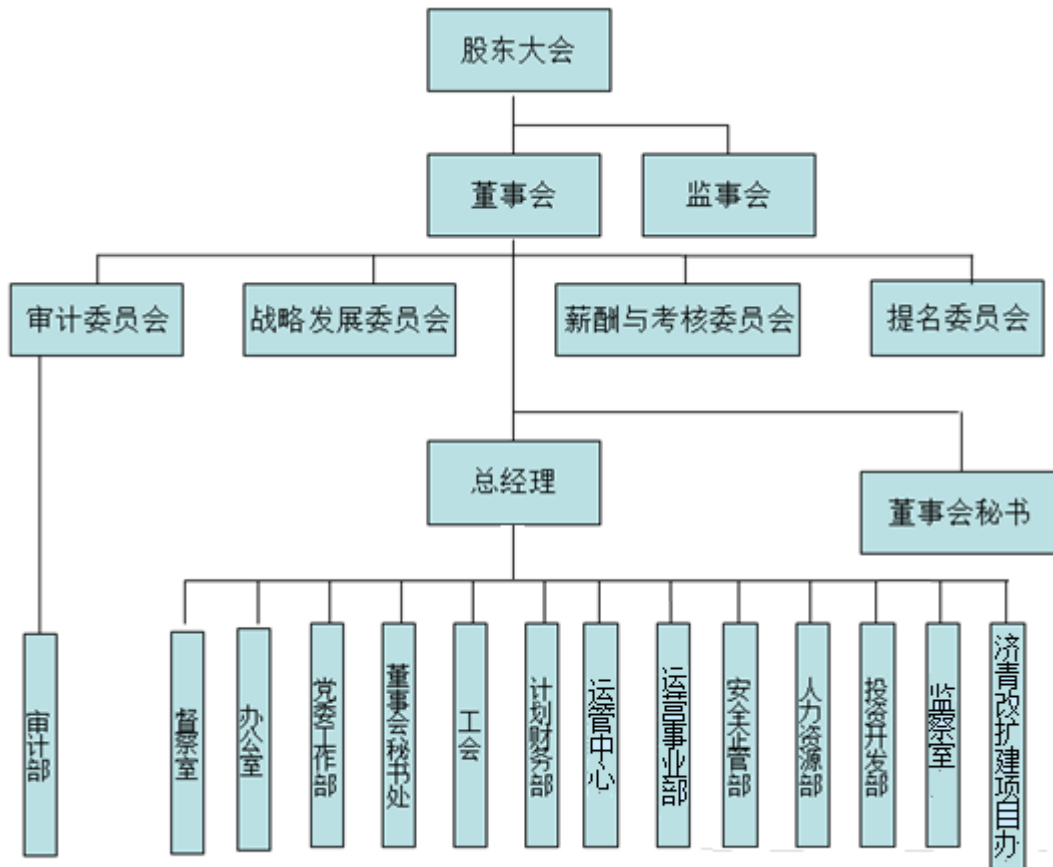 股东大会
董事会
监事会
审计委员会
战略发展委员会
薪酬与考核委员会
提名委员会
总经理
董事会秘书
审计部
督察室
办公室
党委工作部
董事会秘书处
工会
计划财务部
运管中心
运营事业部
安全企管部
人力资源部
投资开发部
监察室
济青改扩建项目办